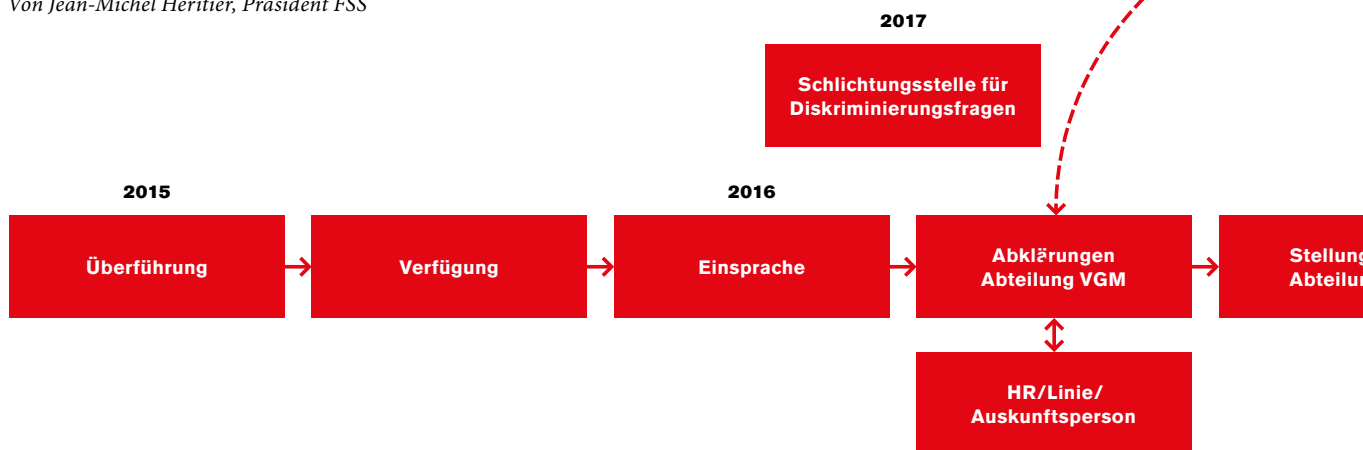 Von Jean-Michel Héritier, Präsident FSS
2017
Schlichtungsstelle für
Diskriminierungsfragen
2015
2016
Überführung
Verfügung
Einsprache
Abklärungen
Abteilung VGM
HR/Linie/
Auskunftsperson